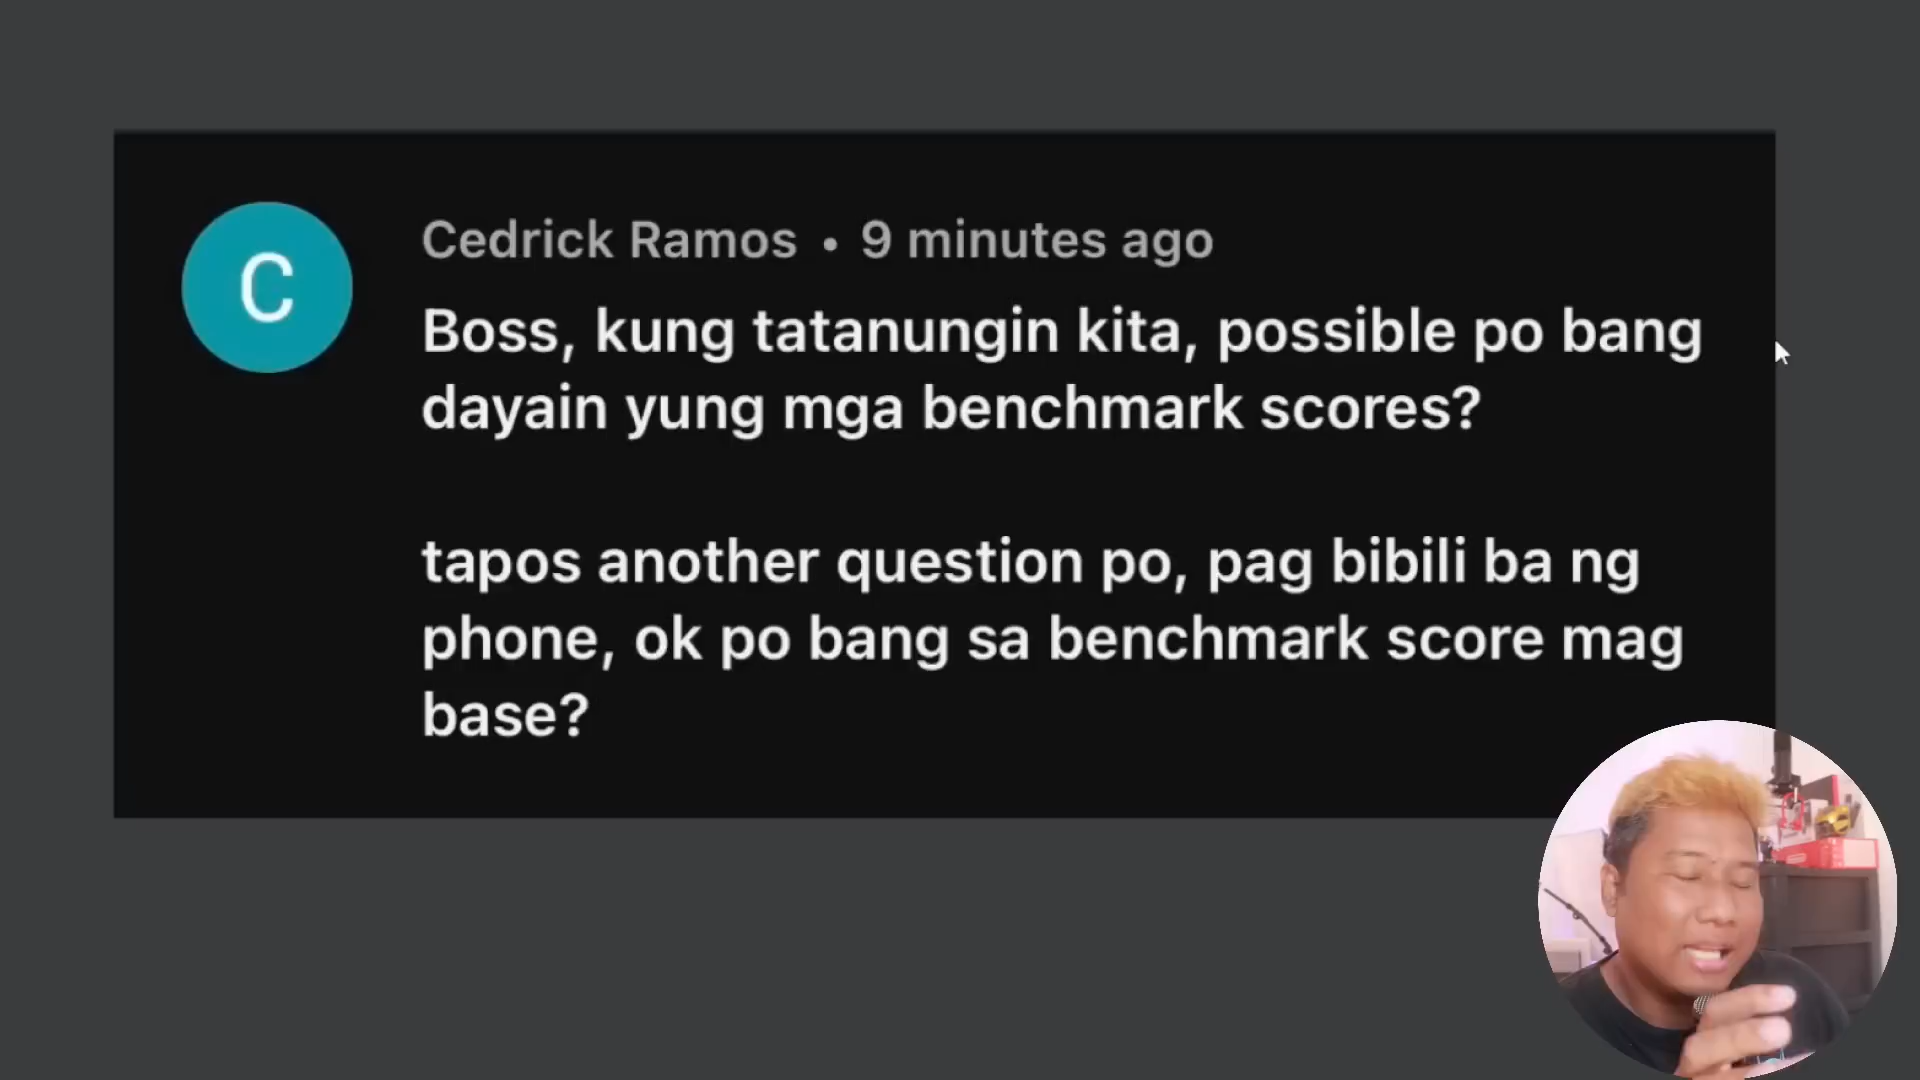 C
Cedrick Ramos • 9 minutes ago
Boss, kung tatanungin kita, possible po bang
dayain yung mga benchmark scores?
tapos another question po, pag bibili ba ng
phone, ok po bang sa benchmark score mag
base?